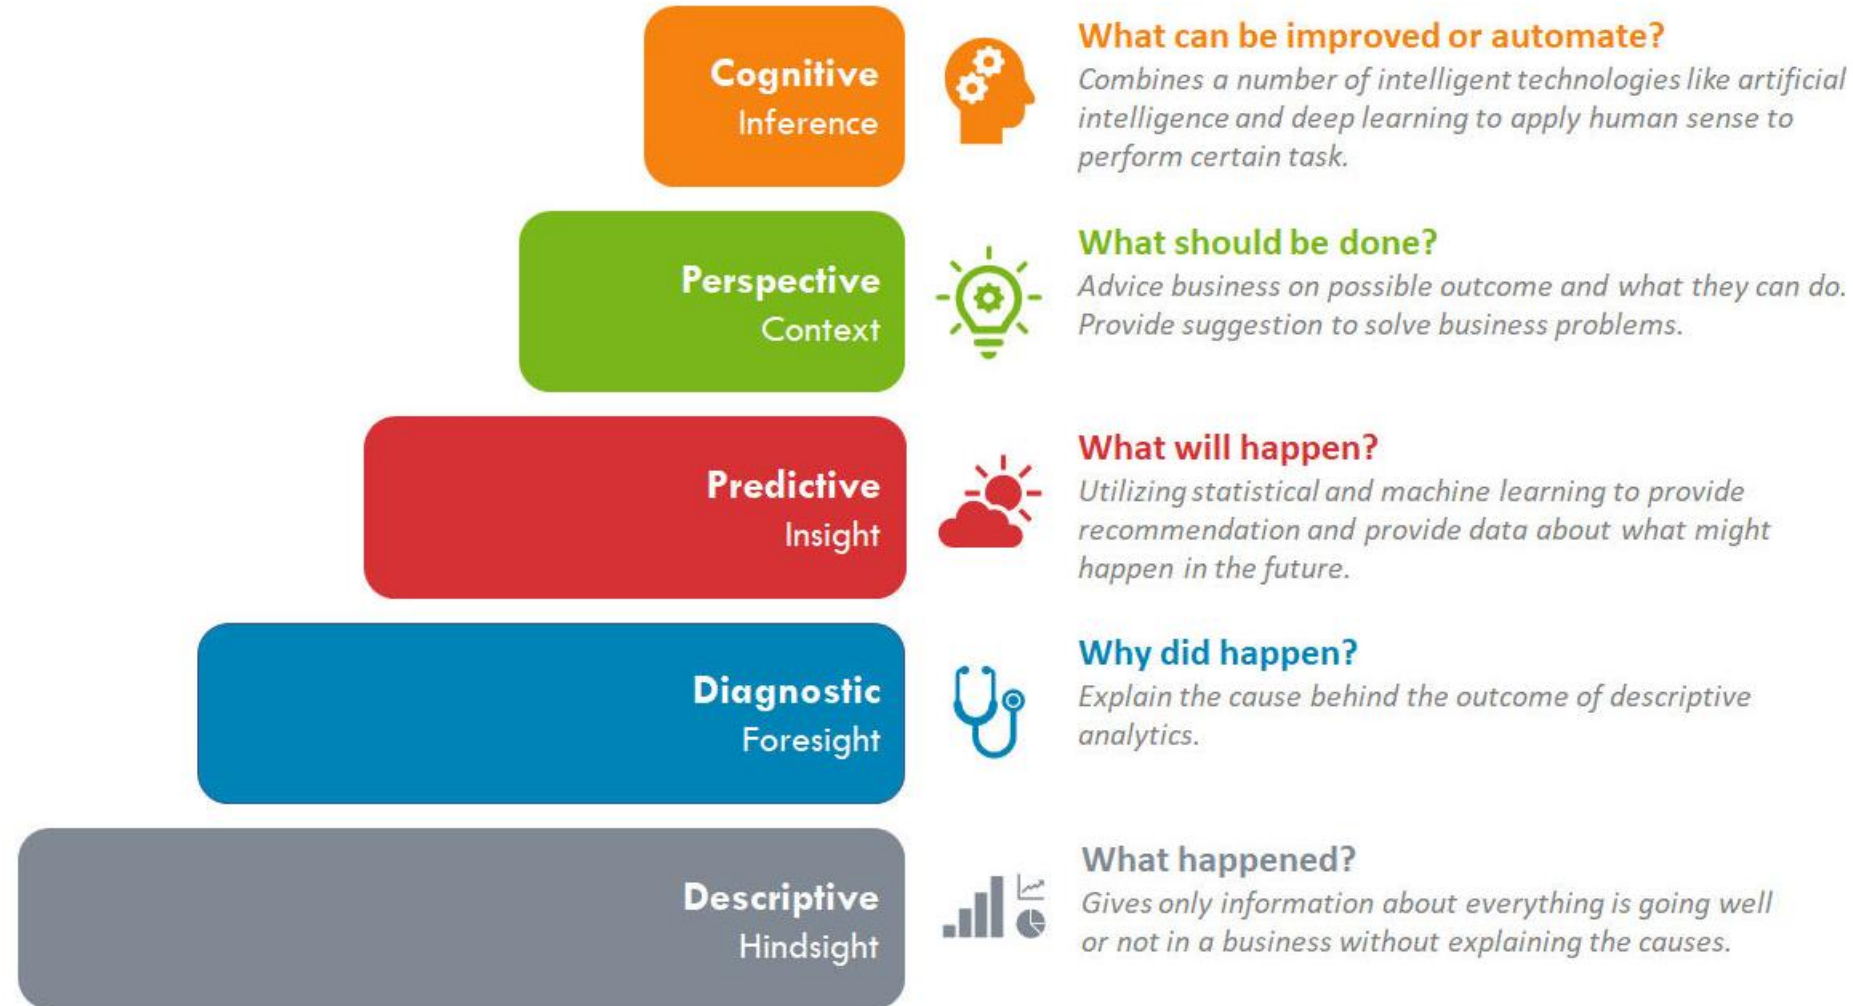 Cognitive
Inference
What can be improved or automate?
Combines a number of intelligent technologies like artificial
intelligence and deep learning to apply human sense to
perform certain task.
Perspective
Context
What should be done?
Advice business on possible outcome and what they can do.
Provide suggestion to solve business problems.
Predictive
Insight
What will happen?
Utilizing statistical and machine learning to provide
recommendation and provide data about what might
happen in the future.
Diagnostic
Foresight
Why did happen?
Explain the cause behind the outcome of descriptive
analytics.
Descriptive
Hindsight
What happened?
Gives only information about everything is going well
or not in a business without explaining the causes.